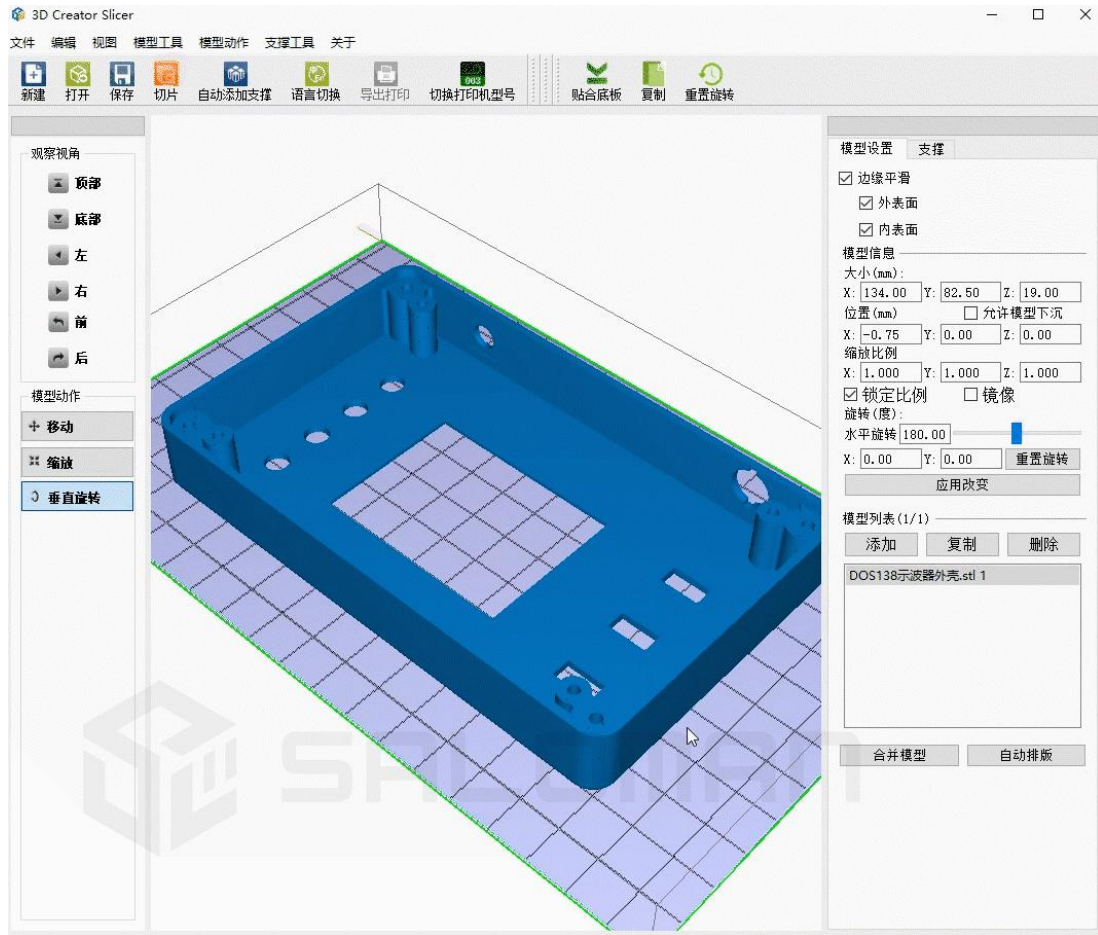 3D Creator Slicer
文件 编辑 视图 模型工具 模型动作 支撑工具 关于
新建 打开 保存 切片 自动添加支撑 语言切换 导出打印 切换打印机型号 贴合底板 复制 重置旋转
003
观察视角
顶部
底部
左
右
前
后
模型动作
移动
缩放
垂直旋转
模型设置 支撑
边缘平滑
外表面
内表面
模型信息
大小(mm):
X: 134.00 Y: 82.50 Z: 19.00
位置(mm) 允许模型下沉
X: -0.75 Y: 0.00 Z: 0.00
缩放比例
X: 1.000 Y: 1.000 Z: 1.000
锁定比例 镜像
旋转(度):
水平旋转 180.00
X: 0.00 Y: 0.00 重置旋转
应用改变
模型列表(1/1)
添加 复制 删除
DOS138示波器外壳.stl 1
合并模型 自动排版
SALOMAN